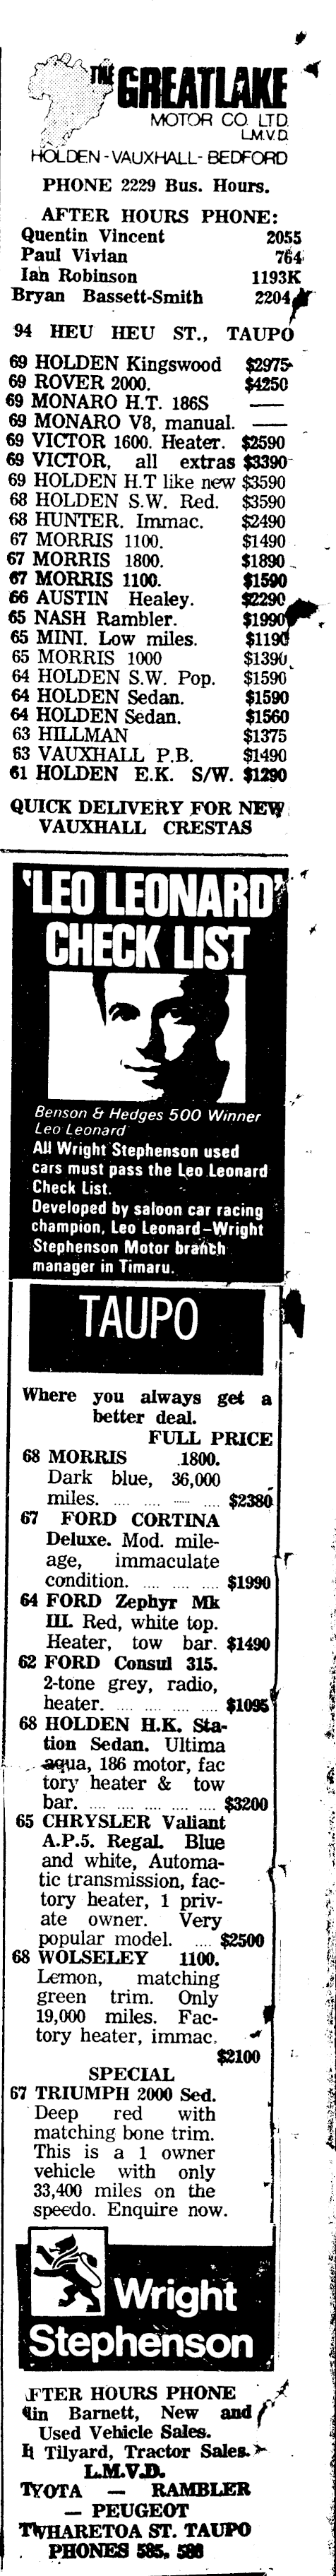 THE GREATLAKE
MOTOR CO. LTD.
L.M.V.D.
HOLDEN - VAUXHALL - BEDFORD
PHONE 2229 Bus. Hours.
AFTER HOURS PHONE:
Quentin Vincent 2055
Paul Vivian 764
Ian Robinson 1193K
Bryan Bassett-Smith 2204
94 HEU HEU ST., TAUPO
69 HOLDEN Kingswood $2975
69 ROVER 2000. $4250
69 MONARO H.T. 186S —
69 MONARO V8, manual. —
69 VICTOR 1600. Heater. $2590
69 VICTOR, all extras $3390
69 HOLDEN H.T like new $3590
68 HOLDEN S.W. Red. $3590
68 HUNTER. Immac. $2490
67 MORRIS 1100. $1490
67 MORRIS 1800. $1890
67 MORRIS 1100. $1590
66 AUSTIN Healey. $2290
65 NASH Rambler. $1990
65 MINI. Low miles. $1190
65 MORRIS 1000 $1390
64 HOLDEN S.W. Pop. $1590
64 HOLDEN Sedan. $1590
64 HOLDEN Sedan. $1560
63 HILLMAN $1375
63 VAUXHALL P.B. $1490
61 HOLDEN E.K. S/W. $1290
QUICK DELIVERY FOR NEW
VAUXHALL CRESTAS
'LEO LEONARD'
CHECK LIST
Benson & Hedges 500 Winner
Leo Leonard
All Wright Stephenson used
cars must pass the Leo Leonard
Check List.
Developed by saloon car racing
champion, Leo Leonard–Wright
Stephenson Motor branch
manager in Timaru.
TAUPO
Where you always get a
better deal.
FULL PRICE
68 MORRIS 1800.
Dark blue, 36,000
miles. .... .... .... .... $2380
67 FORD CORTINA
Deluxe. Mod. mile-
age, immaculate
condition. .... .... .... $1990
64 FORD Zephyr Mk
III. Red, white top.
Heater, tow bar. $1490
62 FORD Consul 315.
2-tone grey, radio,
heater. .... .... .... .... $1095
68 HOLDEN H.K. Sta-
tion Sedan. Ultima
aqua, 186 motor, fac
tory heater & tow
bar. .... .... .... .... .... $3200
65 CHRYSLER Valiant
A.P.5. Regal. Blue
and white, Automa-
tic transmission, fac-
tory heater, 1 priv-
ate owner. Very
popular model. .... $2500
68 WOLSELEY 1100.
Lemon, matching
green trim. Only
19,000 miles. Fac-
tory heater, immac.
$2100
SPECIAL
67 TRIUMPH 2000 Sed.
Deep red with
matching bone trim.
This is a 1 owner
vehicle with only
33,400 miles on the
speedo. Enquire now.
Wright
Stephenson
FTER HOURS PHONE
lin Barnett, New and
Used Vehicle Sales.
Tilyard, Tractor Sales.
L.M.V.D.
TYOTA — RAMBLER
— PEUGEOT
TWHARETOA ST. TAUPO
PHONES 585, 586